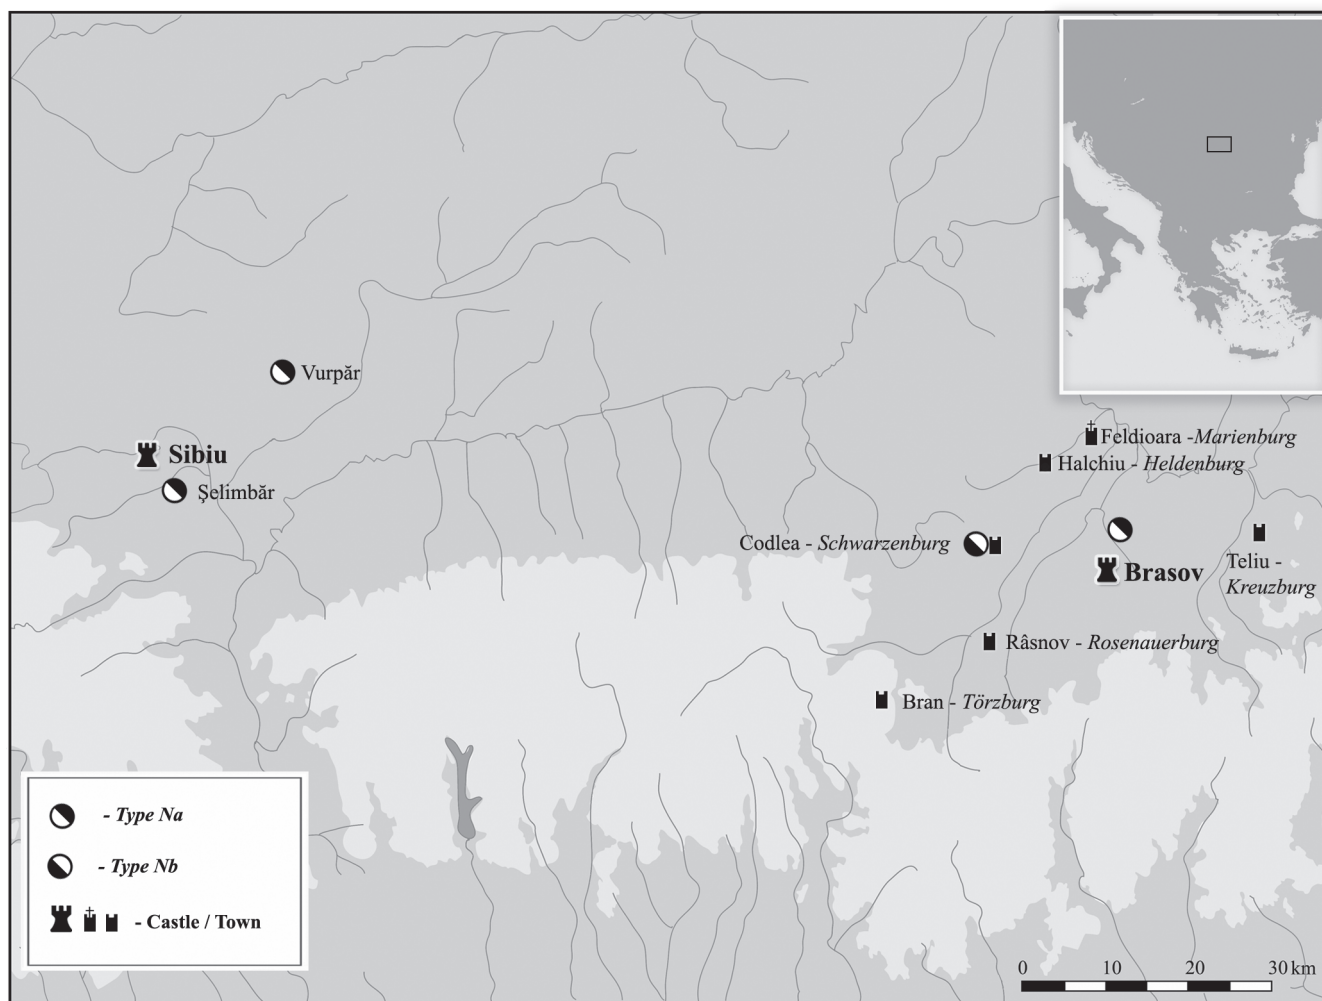 Vurpăr
Feldioara -Marienburg
Sibiu
Halchiu - Heldenburg
Şelimbăr
Codlea - Schwarzenburg
Teliu -
Kreuzburg
Brasov
Râsnov - Rosenauerburg
Bran - Törzburg
- Type Na
- Type Nb
- Castle / Town
0 10 20 30 km